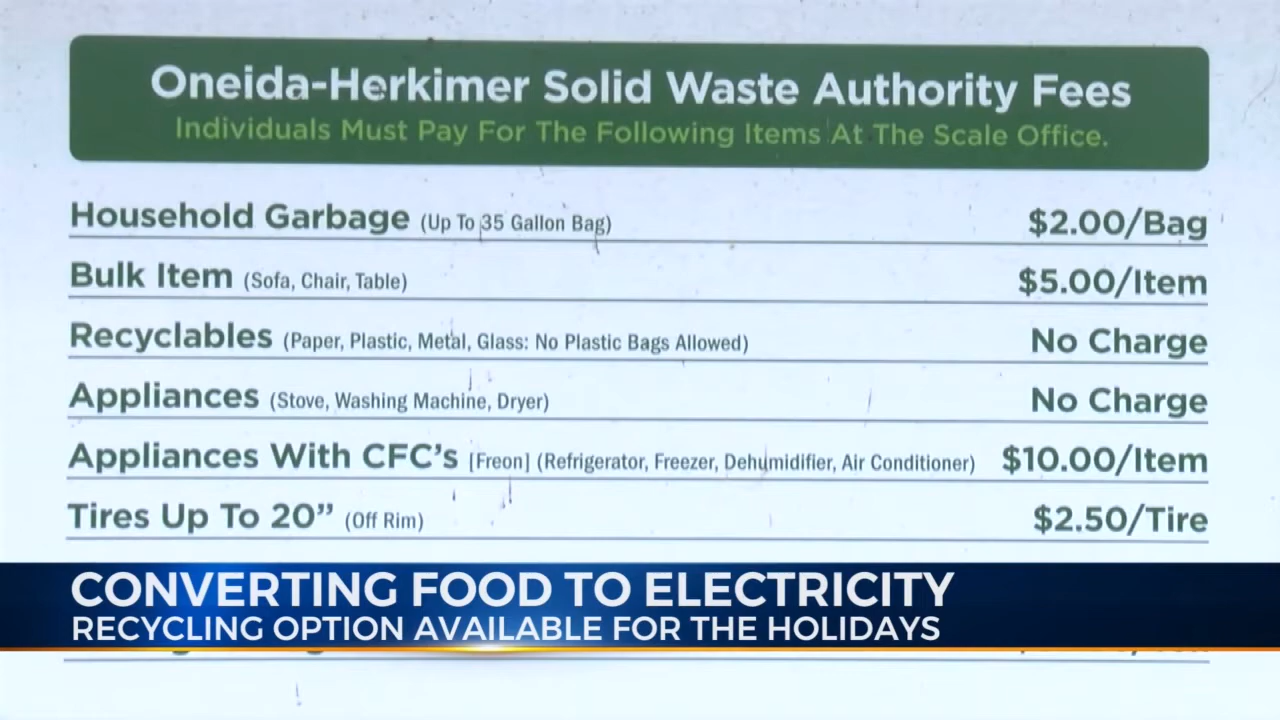 Oneida-Herkimer Solid Waste Authority Fees
Individuals Must Pay For The Following Items At The Scale Office.
Household Garbage (Up To 35 Gallon Bag) $2.00/Bag
Bulk Item (Sofa, Chair, Table) $5.00/Item
Recyclables (Paper, Plastic, Metal, Glass: No Plastic Bags Allowed) No Charge
Appliances (Stove, Washing Machine, Dryer) No Charge
Appliances With CFC's [Freon] (Refrigerator, Freezer, Dehumidifier, Air Conditioner) $10.00/Item
Tires Up To 20” (Off Rim) $2.50/Tire
CONVERTING FOOD TO ELECTRICITY
RECYCLING OPTION AVAILABLE FOR THE HOLIDAYS